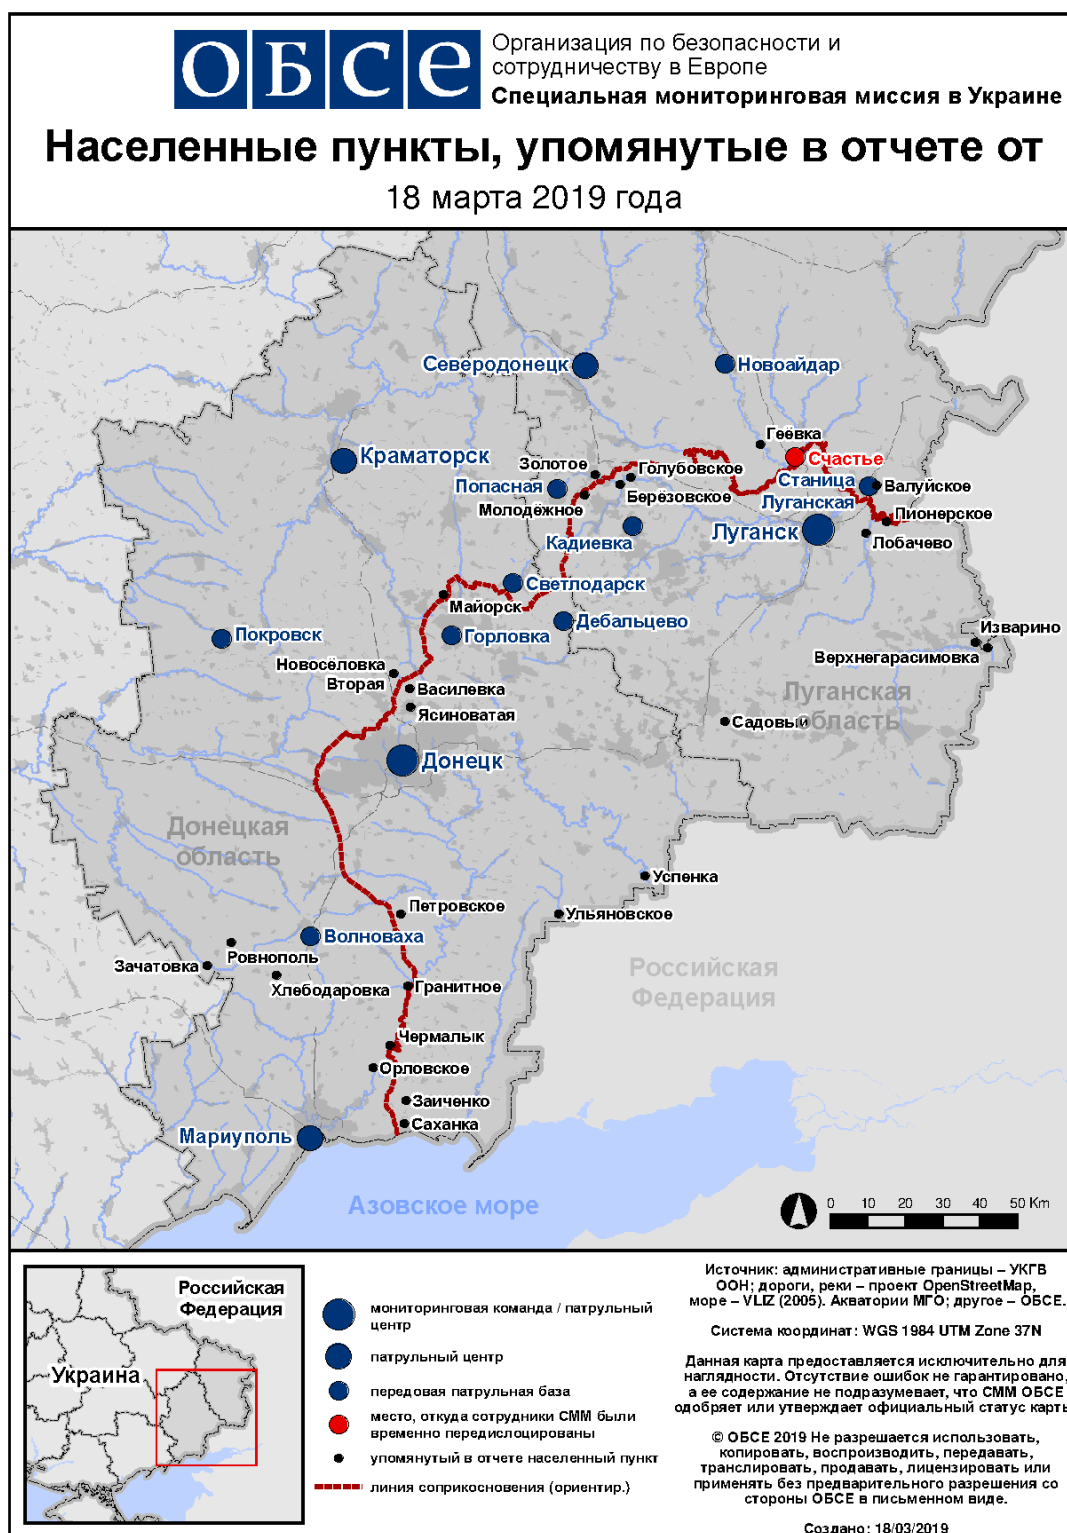 ОБСЕ
Организация по безопасности и
сотрудничеству в Европе
Специальная мониторинговая миссия в Украине
Населенные пункты, упомянутые в отчете от
18 марта 2019 года
Северодонецк
Новоайдар
Геёвка
Счастье
Краматорск
Золотое
Голубовское
Станица
Луганская
Валуйское
Попасная
Берёзовское
Молодёжное
Пионерское
Луганск
Лобачево
Кадиевка
Светлодарск
Майорск
Дебальцево
Покровск
Горловка
Изварино
Верхнегарасимовка
Новосёловка
Вторая
Василевка
Луганская
область
Ясиноватая
Садовый
Донецк
Донецкая
область
Успенка
Петровское
Ульяновское
Волноваха
Ровнополь
Зачатовка
Хлебодаровка
Гранитное
Российская
Федерация
Чермалык
Орловское
Заиченко
Саханка
Мариуполь
Азовское море
0 10 20 30 40 50 Km
Российская
Федерация
Украина
мониторинговая команда / патрульный
центр
патрульный центр
передовая патрульная база
место, откуда сотрудники СММ были
временно передислоцированы
упомянутый в отчете населенный пункт
линия соприкосновения (ориентир.)
Источник: административные границы – УКГВ
ООН; дороги, реки – проект OpenStreetMap,
море – VLIZ (2005). Акватории МГО; другое – ОБСЕ.
Система координат: WGS 1984 UTM Zone 37N
Данная карта предоставляется исключительно для
наглядности. Отсутствие ошибок не гарантировано,
а ее содержание не подразумевает, что СММ ОБСЕ
одобряет или утверждает официальный статус карты
© ОБСЕ 2019 Не разрешается использовать,
копировать, воспроизводить, передавать,
транслировать, продавать, лицензировать или
применять без предварительного разрешения со
стороны ОБСЕ в письменном виде.
Создано: 18/03/2019